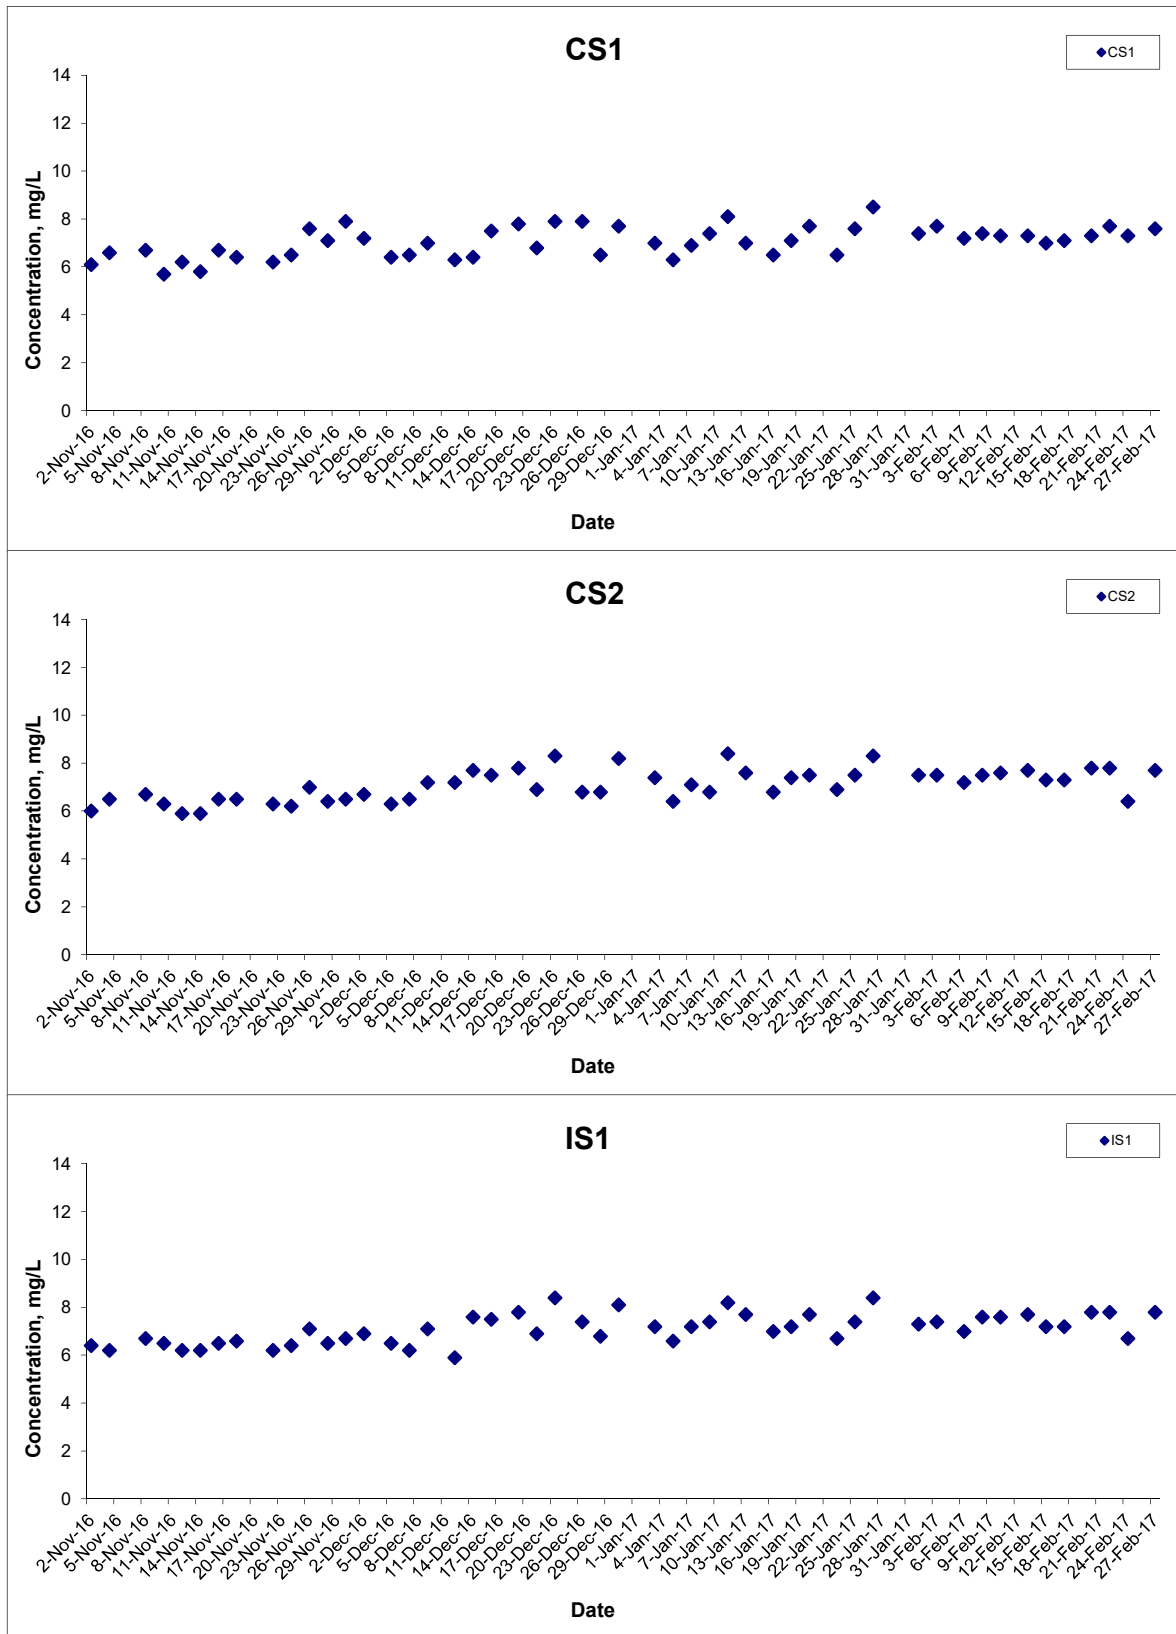 CS1
CS1
Concentration, mg/L
14
12
10
8
6
4
2
0
2-Nov-16 5-Nov-16 8-Nov-16 11-Nov-16 14-Nov-16 17-Nov-16 20-Nov-16 23-Nov-16 26-Nov-16 29-Nov-16 2-Dec-16 5-Dec-16 8-Dec-16 11-Dec-16 14-Dec-16 17-Dec-16 20-Dec-16 23-Dec-16 26-Dec-16 29-Dec-16 1-Jan-17 4-Jan-17 7-Jan-17 10-Jan-17 13-Jan-17 16-Jan-17 19-Jan-17 22-Jan-17 25-Jan-17 28-Jan-17 31-Jan-17 3-Feb-17 6-Feb-17 9-Feb-17 12-Feb-17 15-Feb-17 18-Feb-17 21-Feb-17 24-Feb-17 27-Feb-17
Date
CS2
CS2
Concentration, mg/L
14
12
10
8
6
4
2
0
2-Nov-16 5-Nov-16 8-Nov-16 11-Nov-16 14-Nov-16 17-Nov-16 20-Nov-16 23-Nov-16 26-Nov-16 29-Nov-16 2-Dec-16 5-Dec-16 8-Dec-16 11-Dec-16 14-Dec-16 17-Dec-16 20-Dec-16 23-Dec-16 26-Dec-16 29-Dec-16 1-Jan-17 4-Jan-17 7-Jan-17 10-Jan-17 13-Jan-17 16-Jan-17 19-Jan-17 22-Jan-17 25-Jan-17 28-Jan-17 31-Jan-17 3-Feb-17 6-Feb-17 9-Feb-17 12-Feb-17 15-Feb-17 18-Feb-17 21-Feb-17 24-Feb-17 27-Feb-17
Date
IS1
IS1
Concentration, mg/L
14
12
10
8
6
4
2
0
2-Nov-16 5-Nov-16 8-Nov-16 11-Nov-16 14-Nov-16 17-Nov-16 20-Nov-16 23-Nov-16 26-Nov-16 29-Nov-16 2-Dec-16 5-Dec-16 8-Dec-16 11-Dec-16 14-Dec-16 17-Dec-16 20-Dec-16 23-Dec-16 26-Dec-16 29-Dec-16 1-Jan-17 4-Jan-17 7-Jan-17 10-Jan-17 13-Jan-17 16-Jan-17 19-Jan-17 22-Jan-17 25-Jan-17 28-Jan-17 31-Jan-17 3-Feb-17 6-Feb-17 9-Feb-17 12-Feb-17 15-Feb-17 18-Feb-17 21-Feb-17 24-Feb-17 27-Feb-17
Date